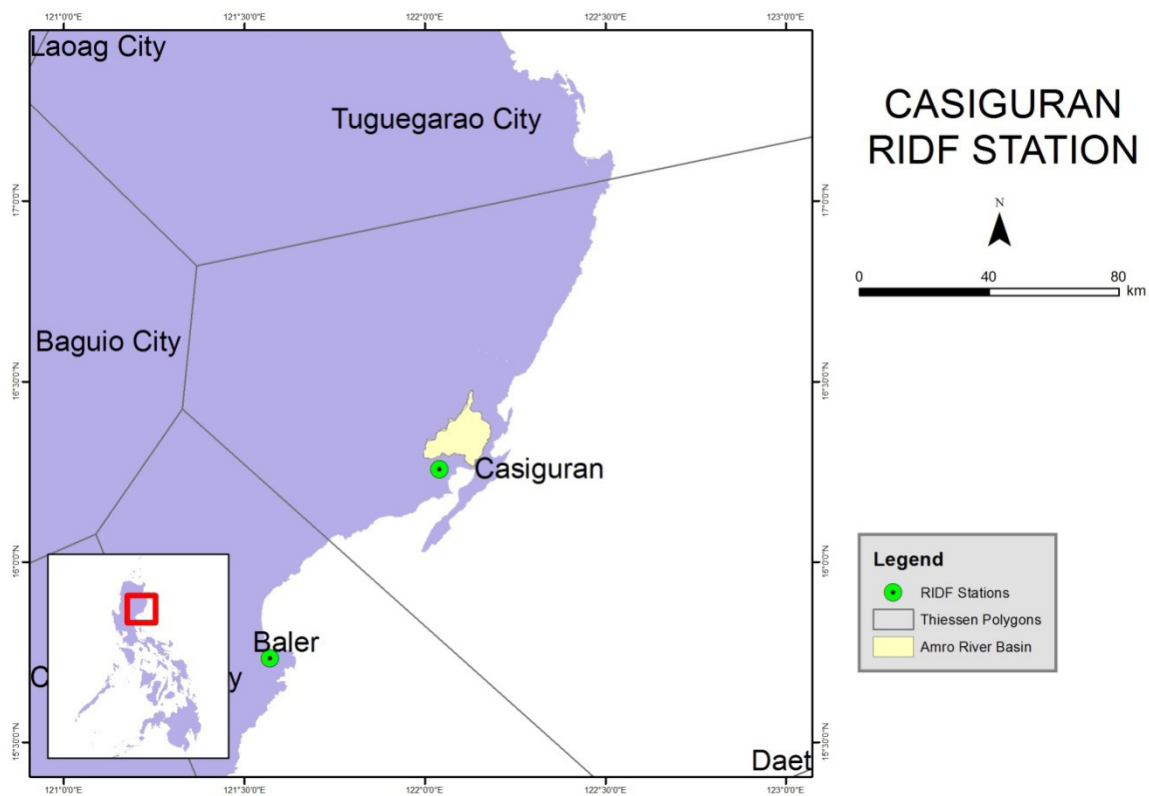 121°0'0"E
121°30'0"E
122°0'0"E
122°30'0"E
123°0'0"E
Laoag City
Tuguegarao City
CASIGURAN
RIDF STATION
N
17°0'0"N
17°0'0"N
0
40
80
km
Baguio City
16°30'0"N
16°30'0"N
Casiguran
16°0'0"N
16°0'0"N
Legend
RIDF Stations
Thiessen Polygons
Amro River Basin
Baler
C
y
15°30'0"N
15°30'0"N
Daet
121°0'0"E
121°30'0"E
122°0'0"E
122°30'0"E
123°0'0"E